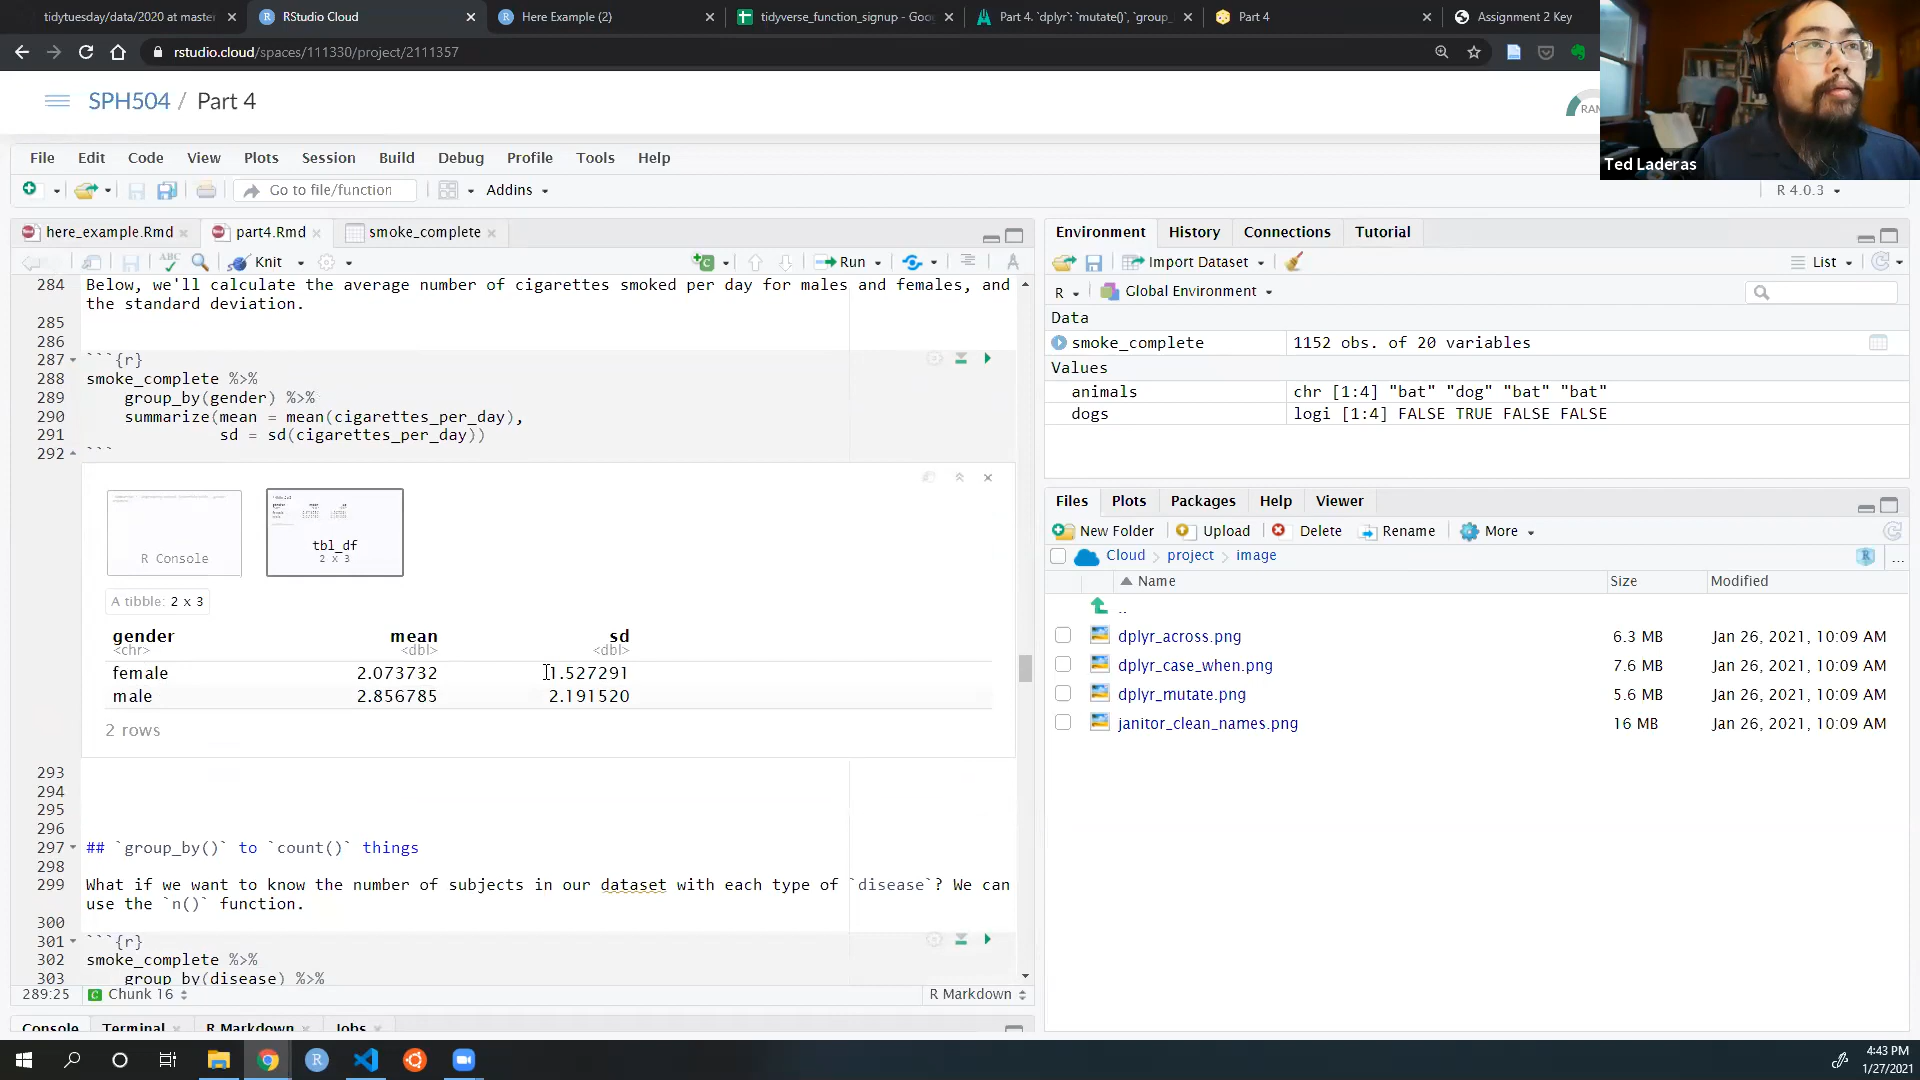 tidytuesday/data/2020 at master
RStudio Cloud
Here Example (2)
tidyverse_function_signup - Goo
Part 4. `dplyr`: `mutate()`, `group_
Part 4
Assignment 2 Key
rstudio.cloud/spaces/111330/project/2111357
SPH504 / Part 4
RAM
Ted Laderas
File Edit Code View Plots Session Build Debug Profile Tools Help
Go to file/function
Addins
R 4.0.3
here_example.Rmd
part4.Rmd
smoke_complete
Knit
Run
284 Below, we'll calculate the average number of cigarettes smoked per day for males and females, and
the standard deviation.
285
286
287 ```{r}
288 smoke_complete %>%
289 group_by(gender) %>%
290 summarize(mean = mean(cigarettes_per_day),
291 sd = sd(cigarettes_per_day))
292 ```
R Console
tbl_df
2 x 3
A tibble: 2 x 3
gender mean sd
<chr> <dbl> <dbl>
female 2.073732 1.527291
male 2.856785 2.191520
2 rows
293
294
295
296
297 ## `group_by()` to `count()` things
298
299 What if we want to know the number of subjects in our dataset with each type of `disease`? We can
use the `n()` function.
300
301 ```{r}
302 smoke_complete %>%
303 group_by(disease) %>%
289:25 Chunk 16 R Markdown
Console Terminal R Markdown Jobs
Environment History Connections Tutorial
Import Dataset
List
R Global Environment
Data
smoke_complete 1152 obs. of 20 variables
Values
animals chr [1:4] "bat" "dog" "bat" "bat"
dogs logi [1:4] FALSE TRUE FALSE FALSE
Files Plots Packages Help Viewer
New Folder Upload Delete Rename More
Cloud project image
...
Name Size Modified
..
dplyr_across.png 6.3 MB Jan 26, 2021, 10:09 AM
dplyr_case_when.png 7.6 MB Jan 26, 2021, 10:09 AM
dplyr_mutate.png 5.6 MB Jan 26, 2021, 10:09 AM
janitor_clean_names.png 16 MB Jan 26, 2021, 10:09 AM
4:43 PM
1/27/2021